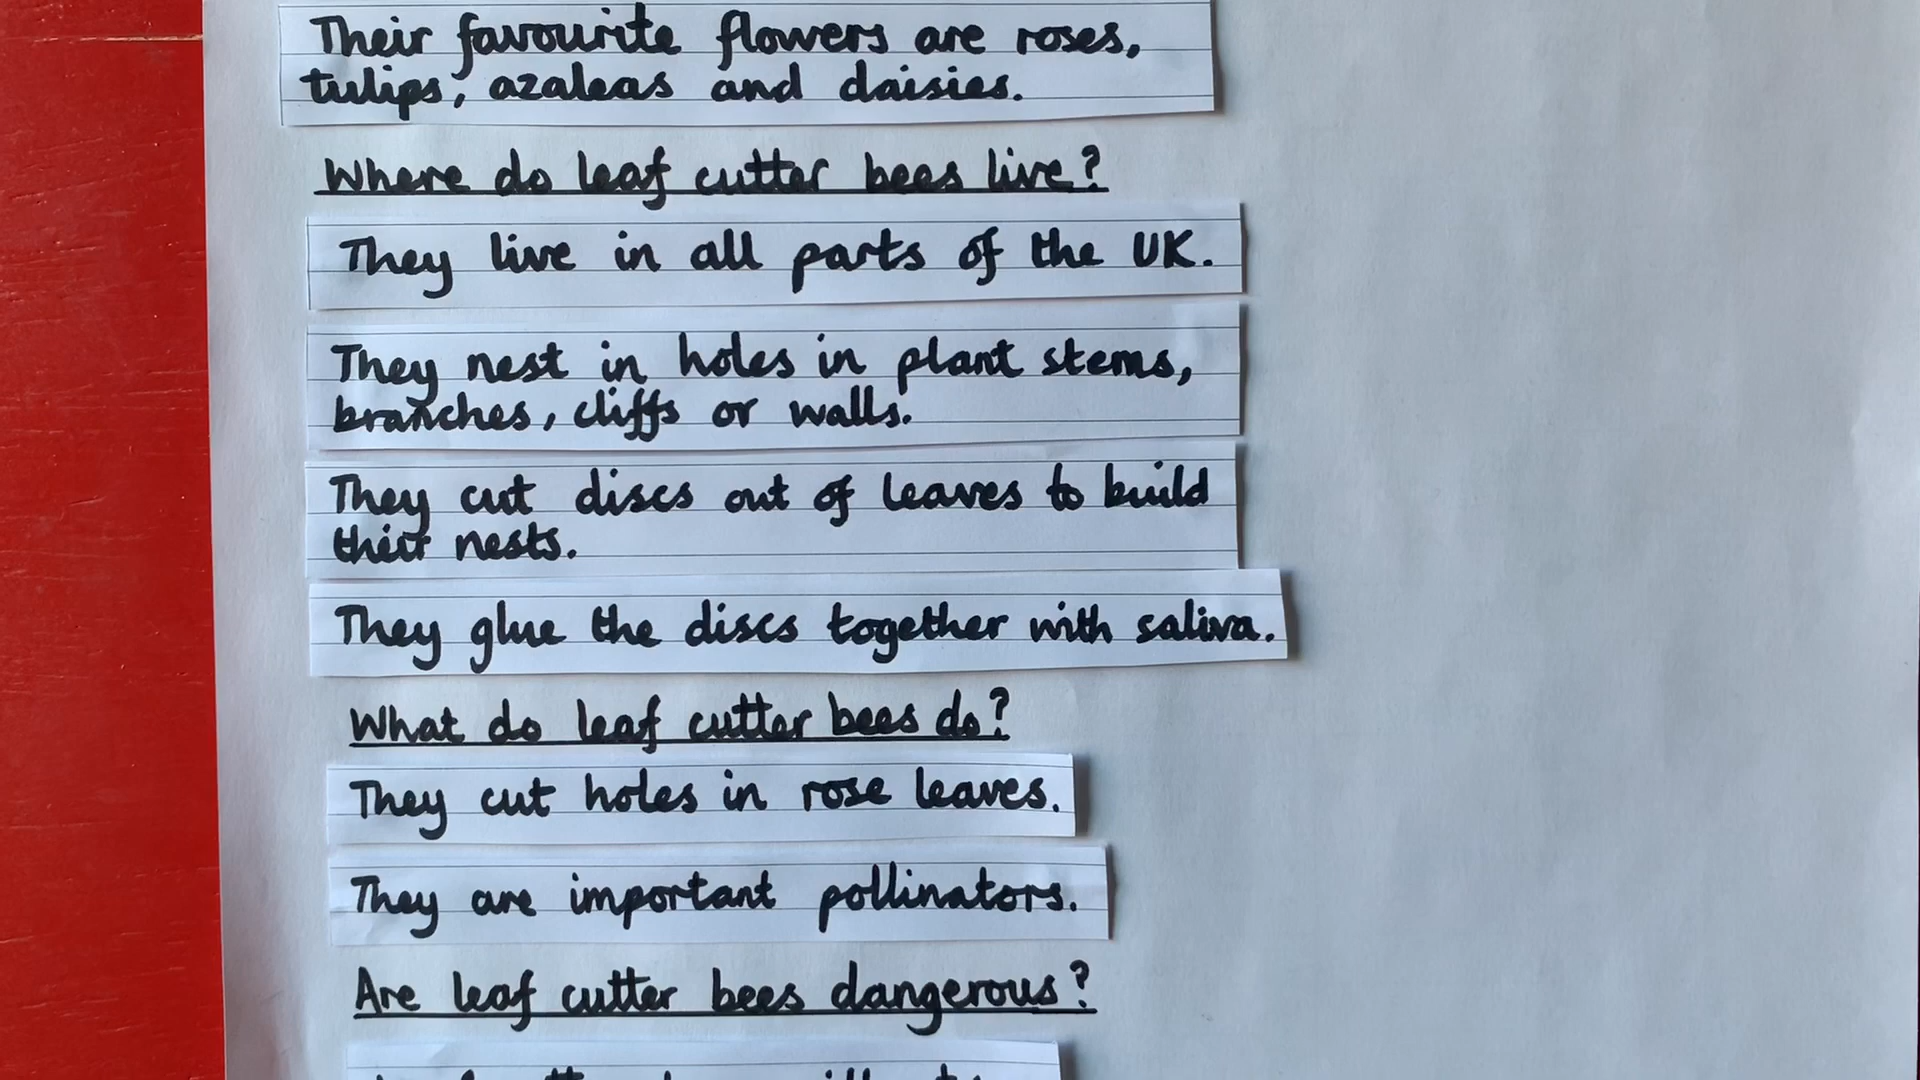 Their favourite flowers are roses,
tulips, azaleas and daisies.
Where do leaf cutter bees live?
They live in all parts of the UK.
They nest in holes in plant stems,
branches, cliffs or walls.
They cut discs out of leaves to build
their nests.
They glue the discs together with saliva.
What do leaf cutter bees do?
They cut holes in rose leaves.
They are important pollinators.
Are leaf cutter bees dangerous?